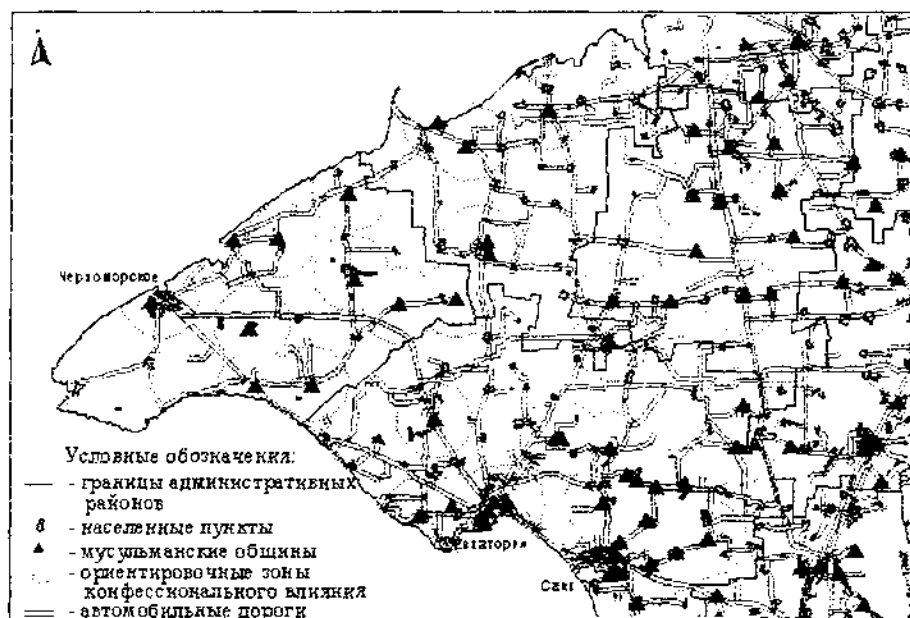 Черноморское
Условные обозначения:
- границы административных
районов
- населенные пункты
- мусульманские общины
- ориентировочные зоны
конфессионального влияния
- автомобильные дороги
Евпатория
Саки